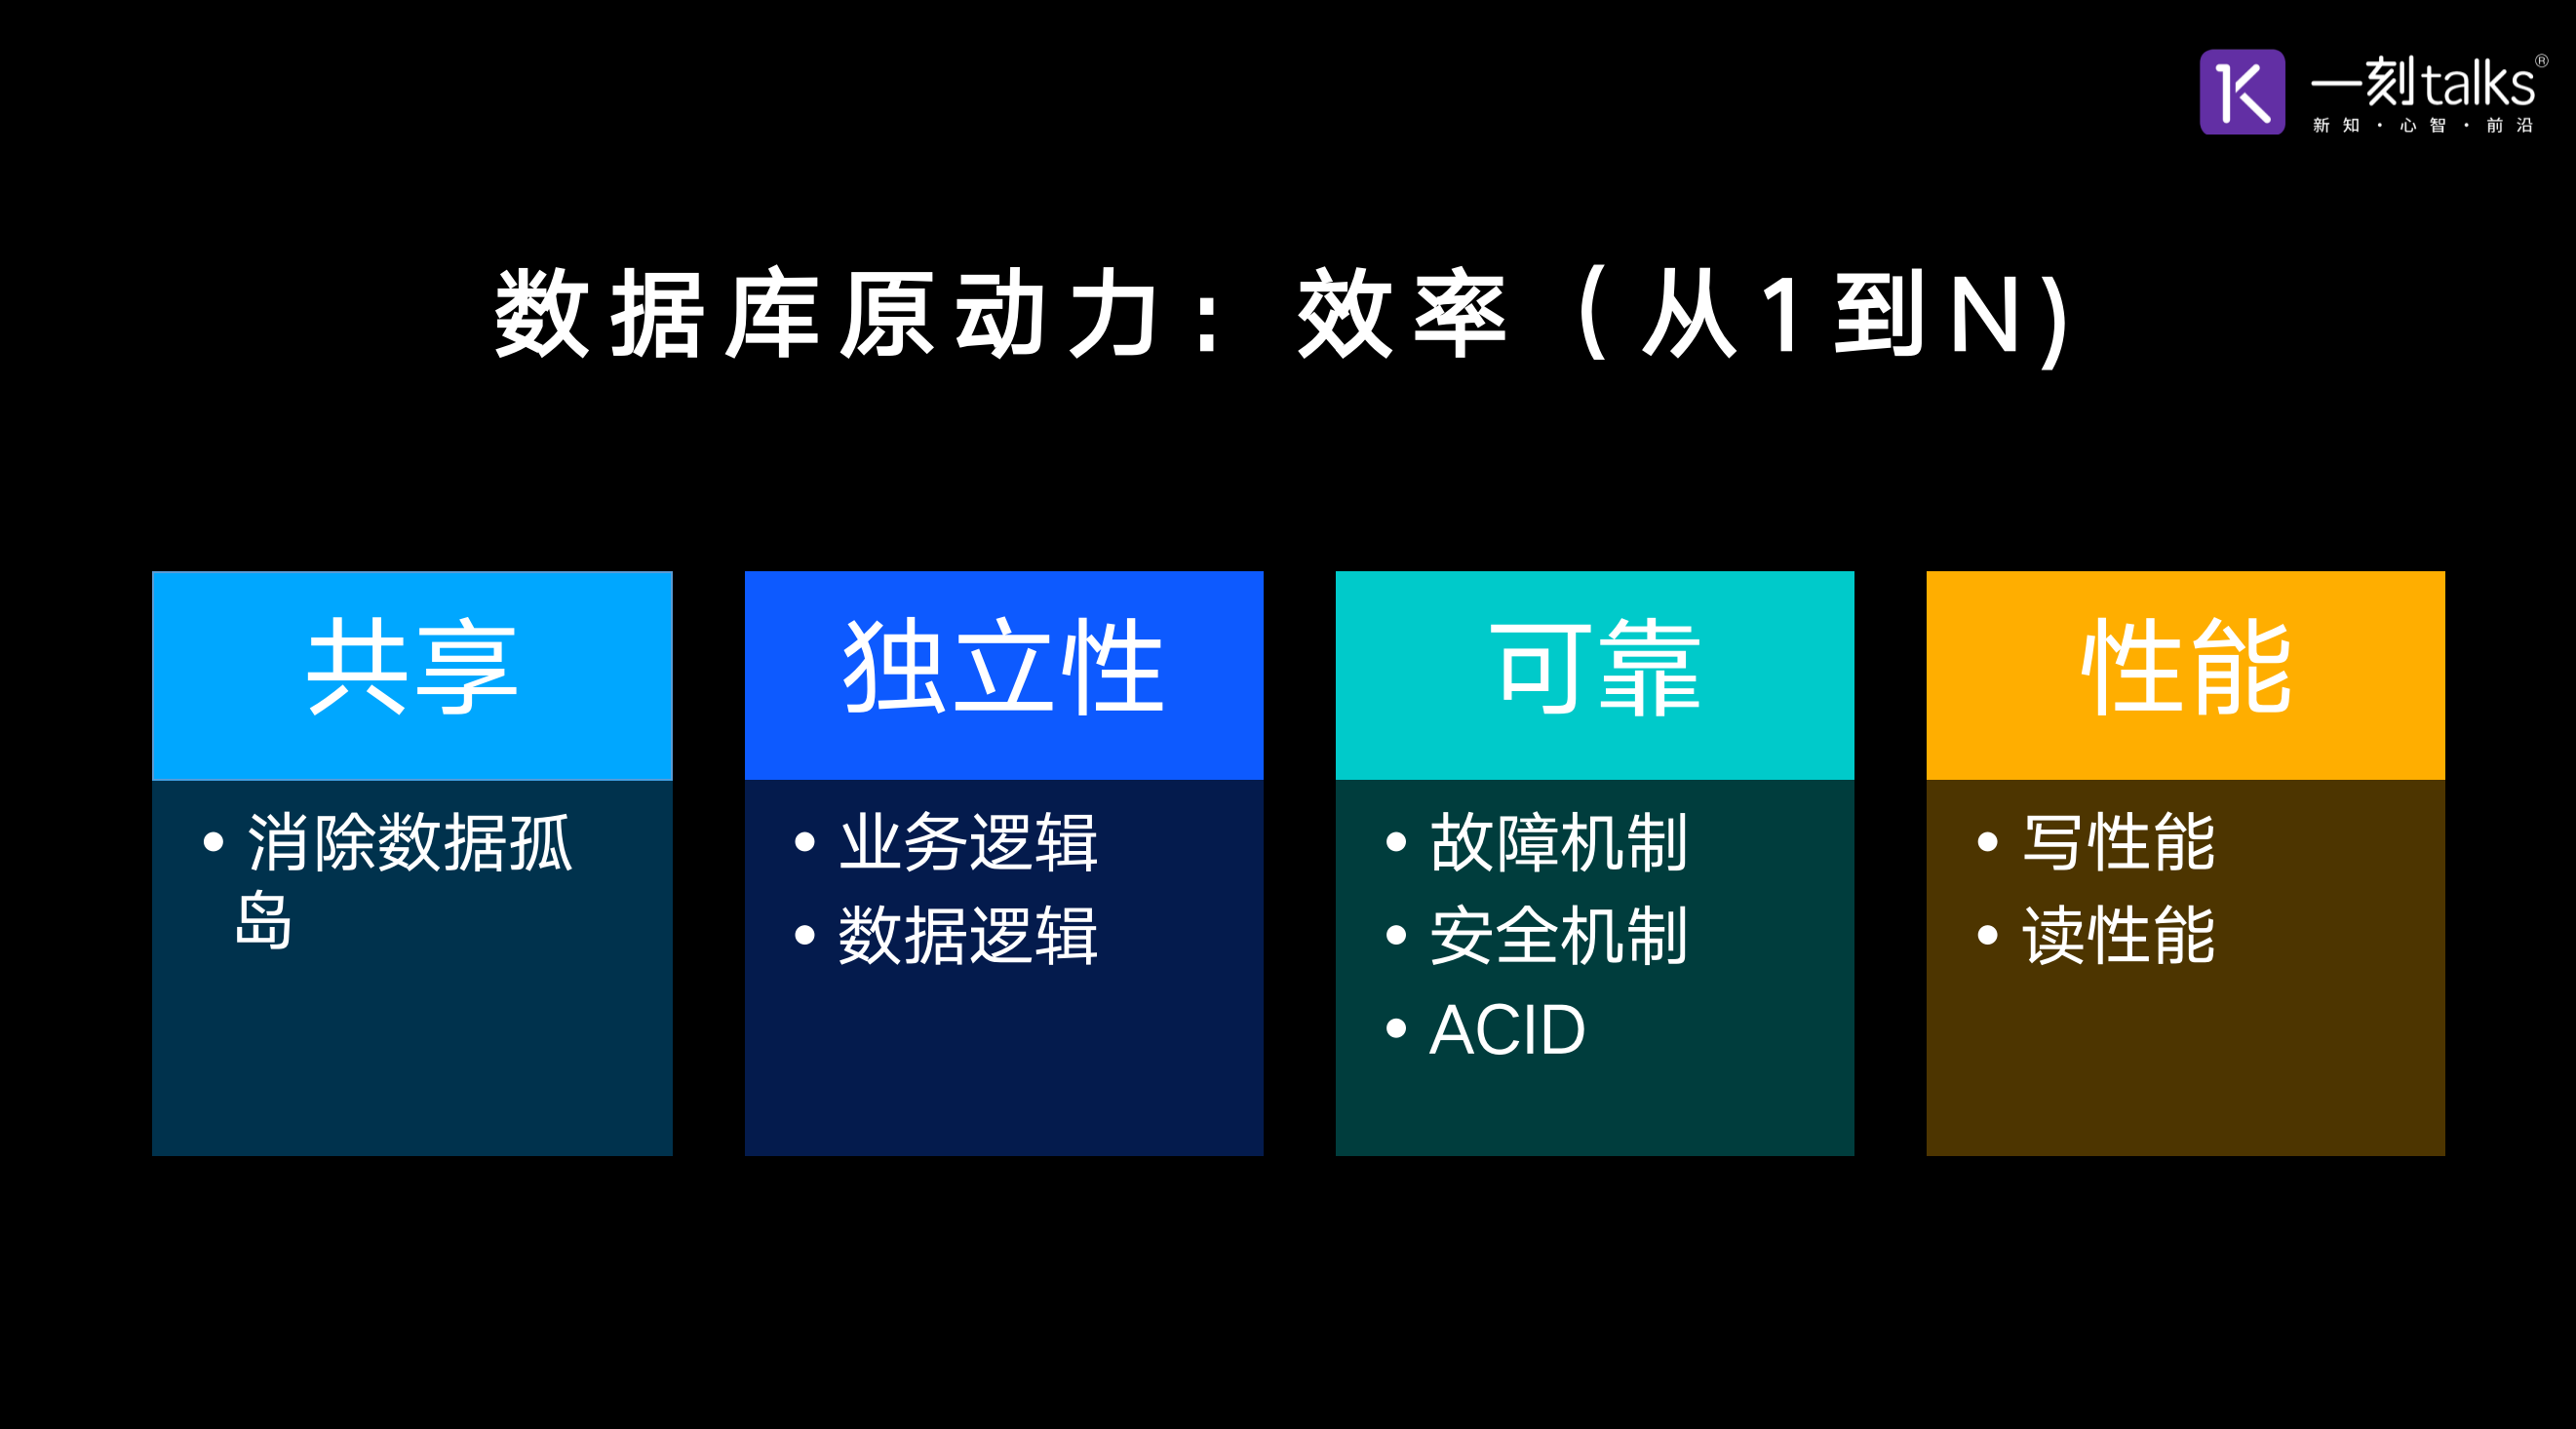 一刻talks®
新知·心智·前沿
数据库原动力：效率（从1到N)
共享
• 消除数据孤
岛
独立性
• 业务逻辑
• 数据逻辑
可靠
• 故障机制
• 安全机制
• ACID
性能
• 写性能
• 读性能